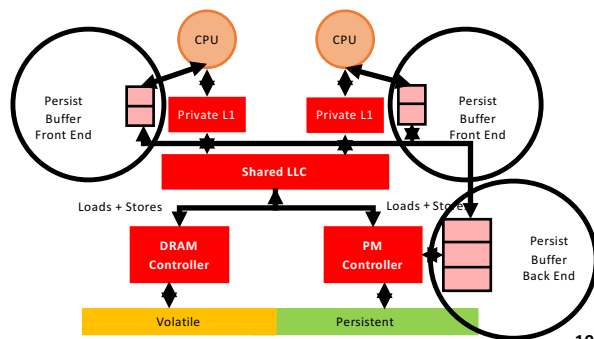 CPU
CPU
Persist
Buffer
Front End
Private L1
Private L1
Persist
Buffer
Front End
Shared LLC
Loads + Stores
Loads + Stores
DRAM
Controller
PM
Controller
Persist
Buffer
Back End
Volatile
Persistent